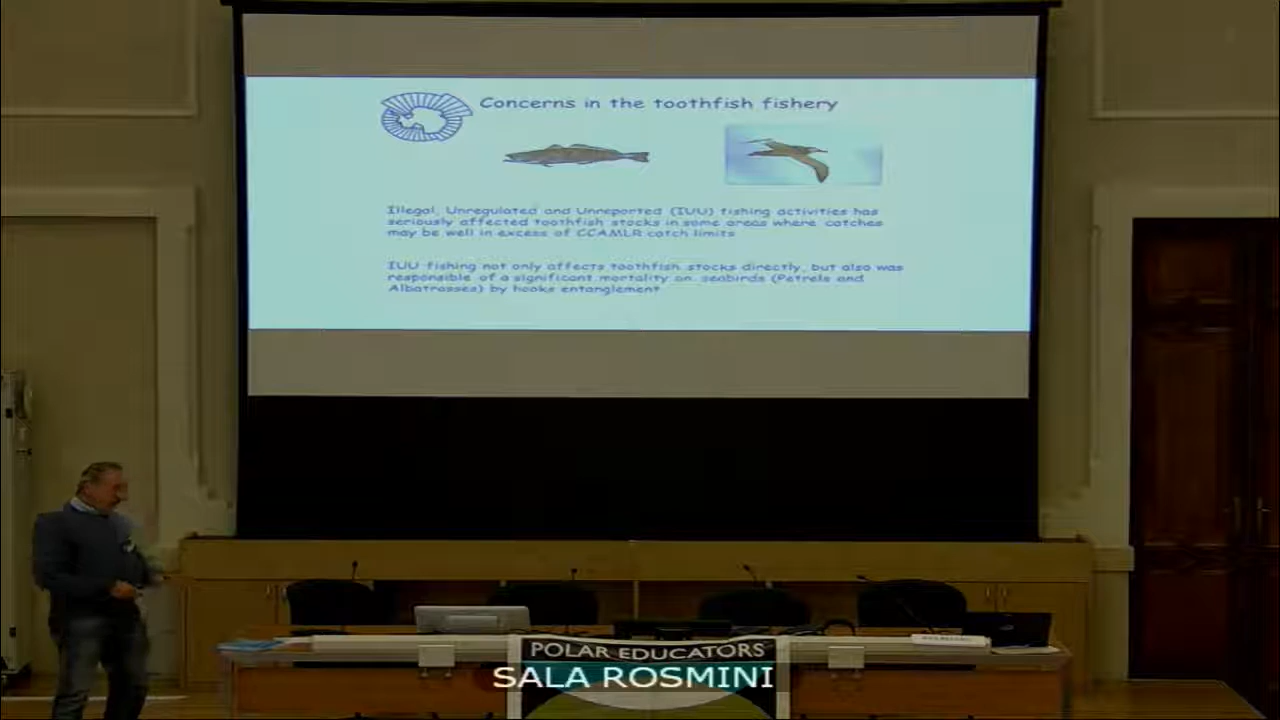 Concerns in the toothfish fishery
Illegal, Unregulated and Unreported (IUU) fishing activities has
seriously affected toothfish stocks in some areas where catches
may be well in excess of CCAMLR catch limits
IUU fishing not only affects toothfish stocks directly, but also was
responsible of a significant mortality on seabirds (Petrels and
Albatrosses) by hooks entanglement
POLAR EDUCATORS
SALA ROSMINI